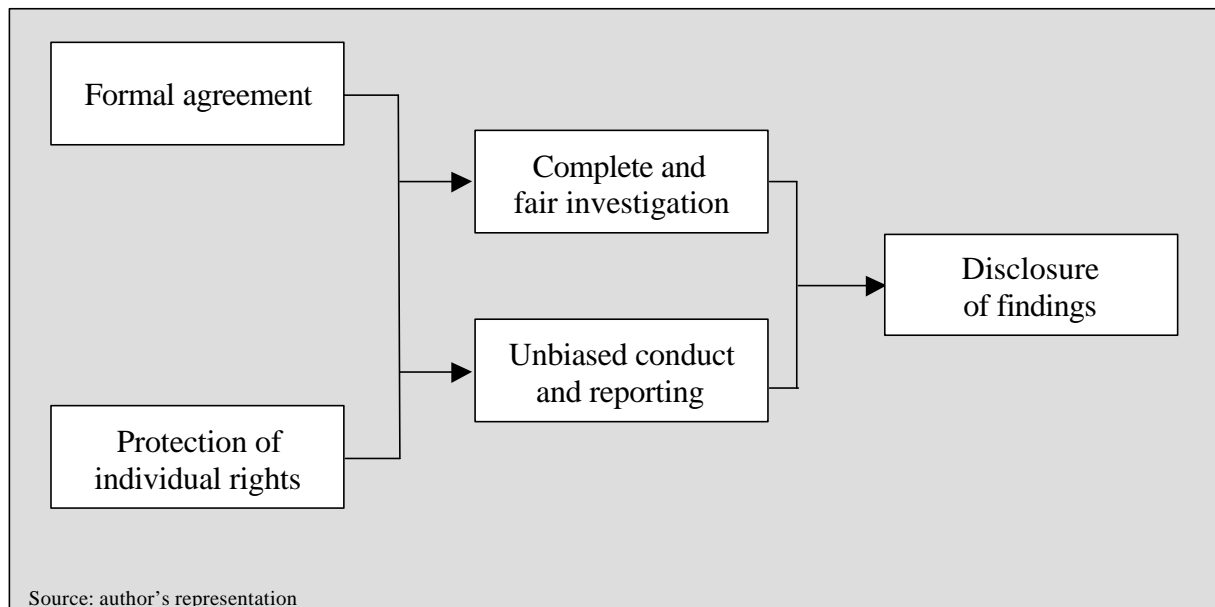 Formal agreement
Complete and
fair investigation
Disclosure
of findings
Unbiased conduct
and reporting
Protection of
individual rights
Source: author's representation